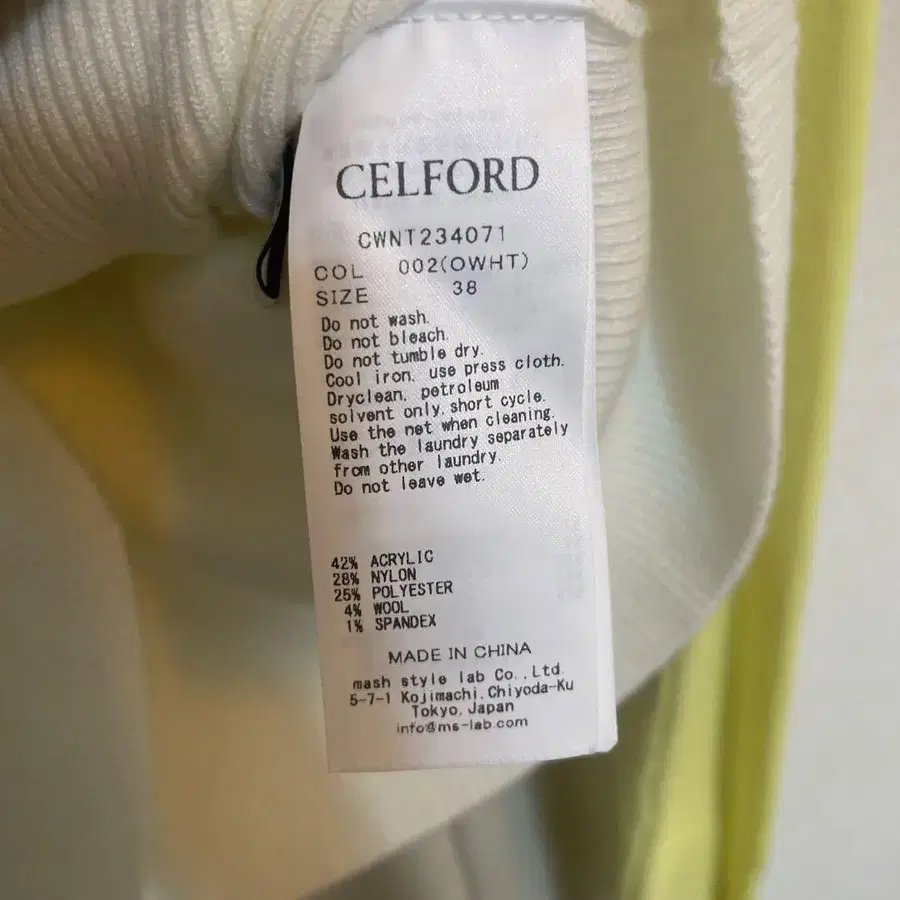 CELFORD
CWNT234071
COL 002(OWHT)
SIZE 38
Do not wash.
Do not bleach.
Do not tumble dry.
Cool iron, use press cloth.
Dryclean, petroleum
solvent only, short cycle.
Use the net when cleaning.
Wash the laundry separately
from other laundry.
Do not leave wet.
42% ACRYLIC
28% NYLON
25% POLYESTER
4% WOOL
1% SPANDEX
MADE IN CHINA
mash style lab Co.,Ltd.
5-7-1 Kojimachi,Chiyoda-Ku
Tokyo,Japan
info@ms-lab.com